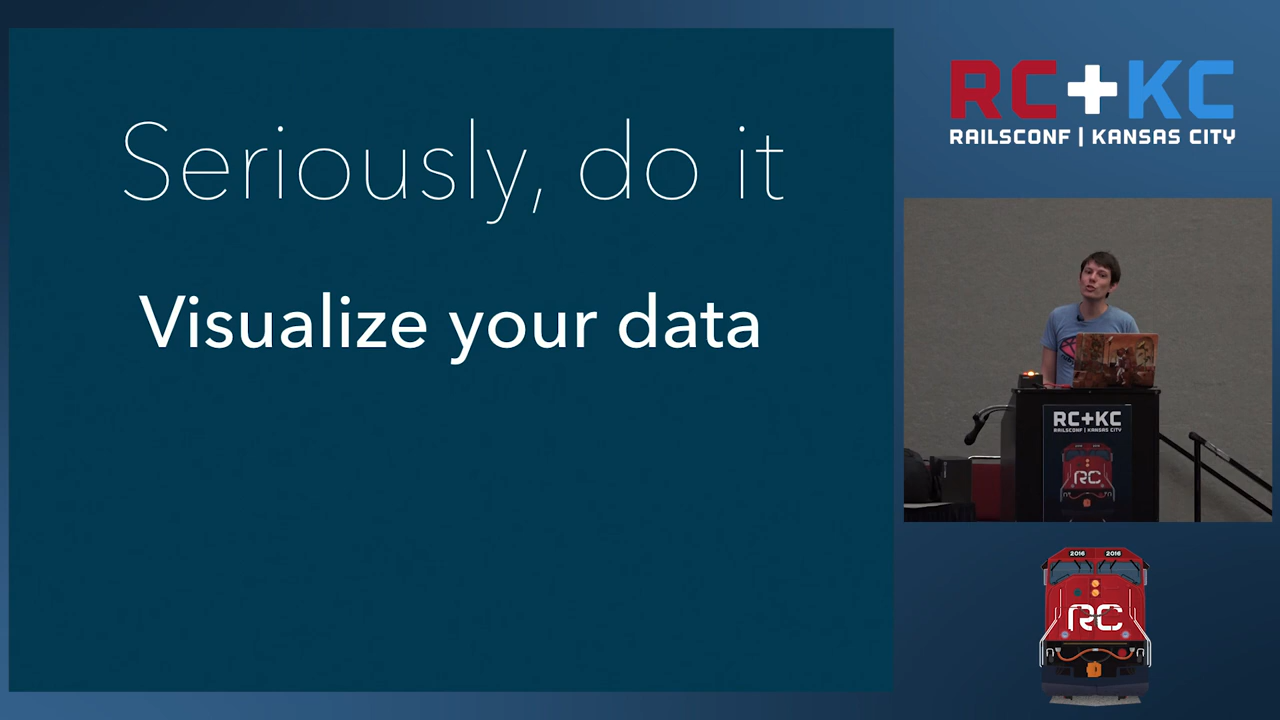 Seriously, do it
Visualize your data
RC+KC
RAILSCONF | KANSAS CITY
RC+KC
RAILSCONF | KANSAS CITY
RC
2016 2016
RC